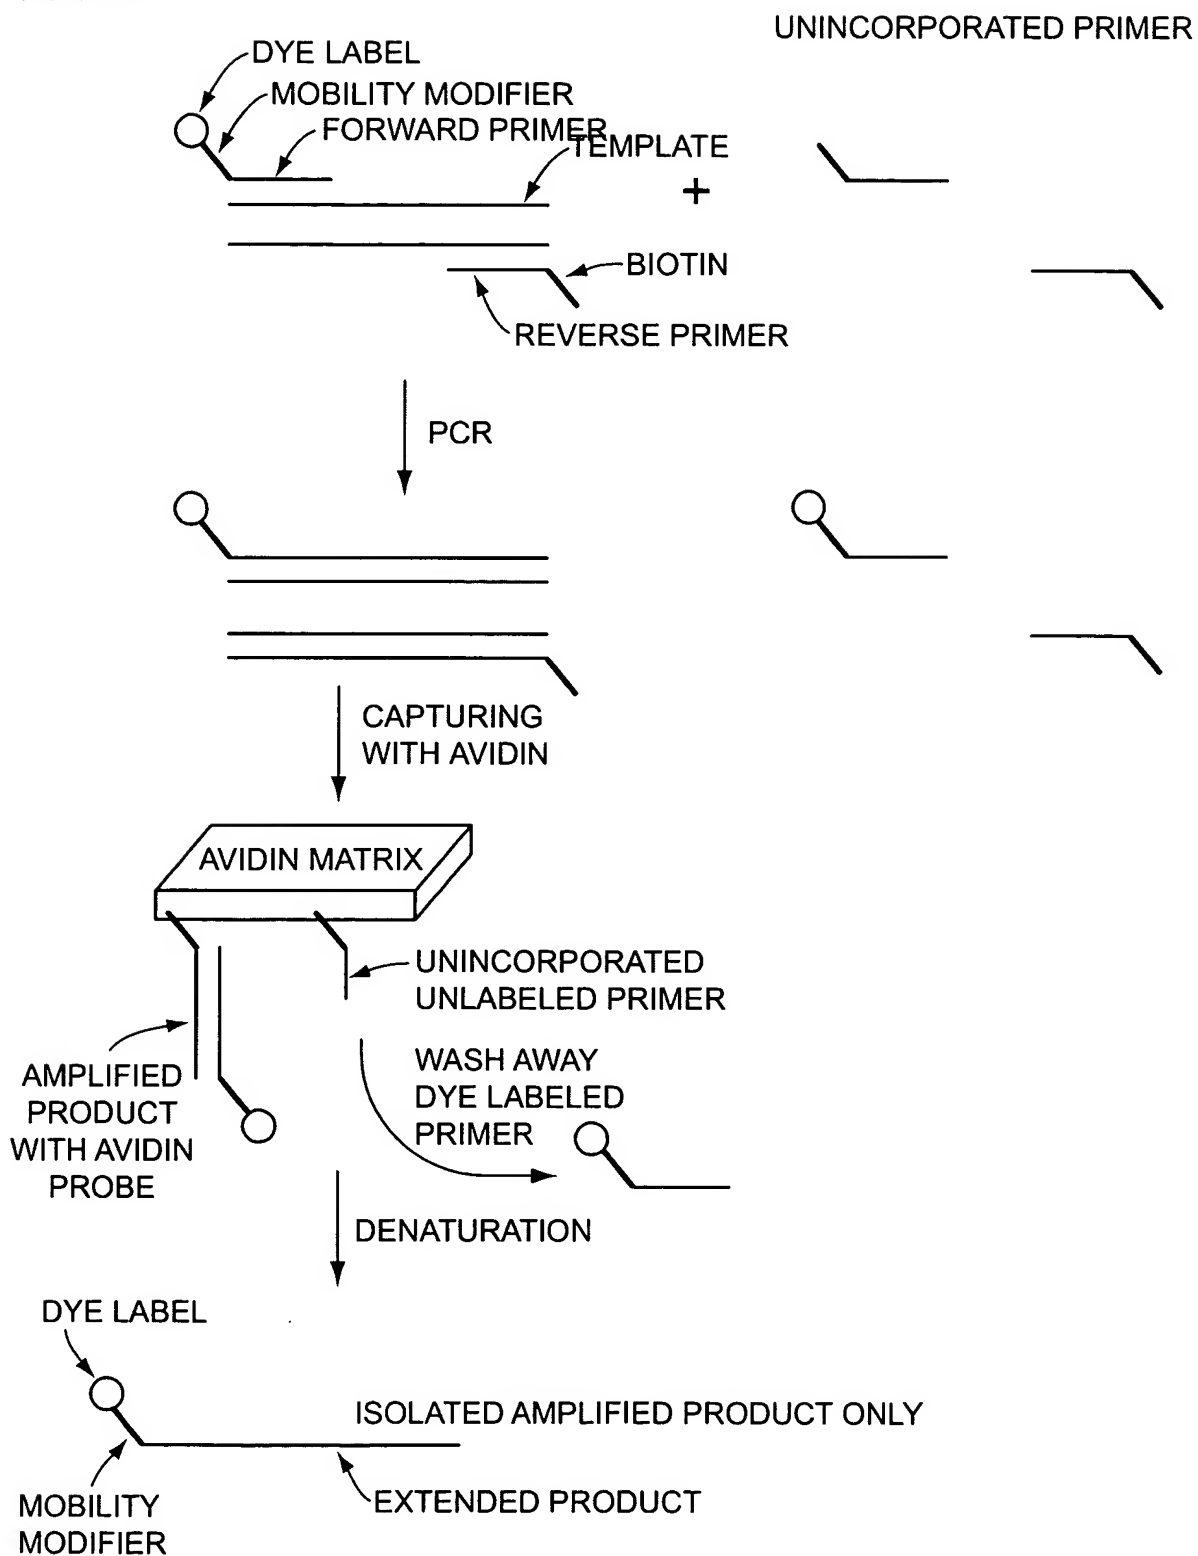 UNINCORPORATED PRIMER
DYE LABEL
MOBILITY MODIFIER
FORWARD PRIMER
TEMPLATE
+
BIOTIN
REVERSE PRIMER
PCR
CAPTURING
WITH AVIDIN
AVIDIN MATRIX
UNINCORPORATED
UNLABELED PRIMER
AMPLIFIED
PRODUCT
WITH AVIDIN
PROBE
WASH AWAY
DYE LABELED
PRIMER
DENATURATION
DYE LABEL
ISOLATED AMPLIFIED PRODUCT ONLY
MOBILITY
MODIFIER
EXTENDED PRODUCT